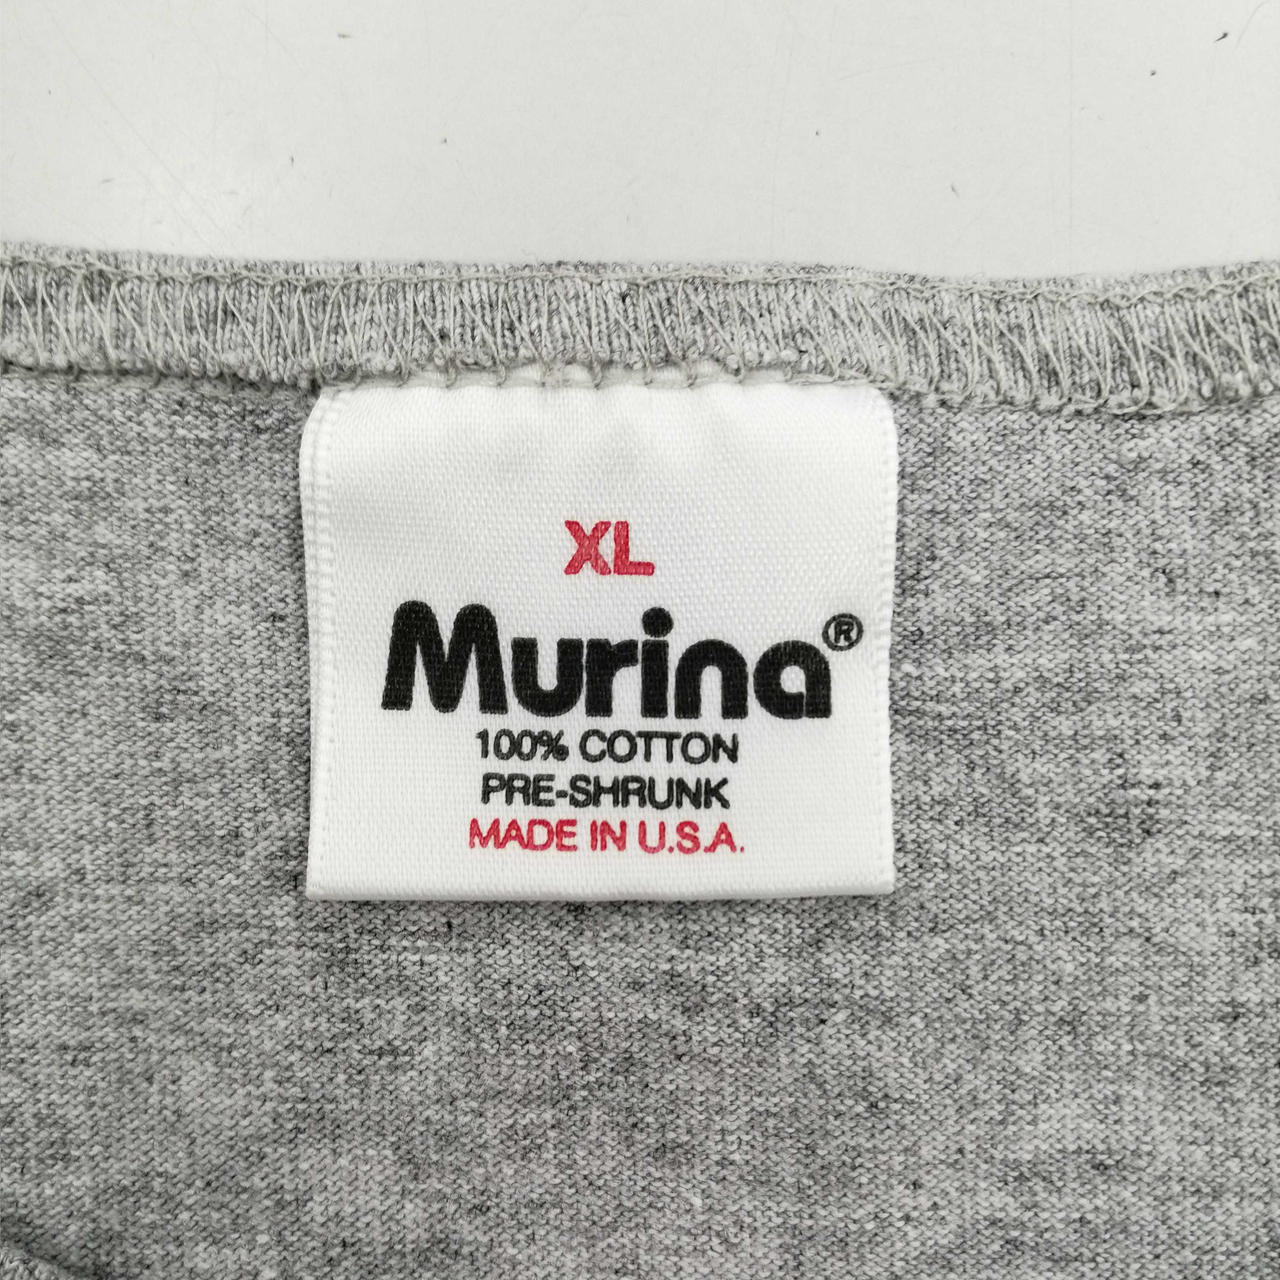 XL
Murina®
100% COTTON
PRE-SHRUNK
MADE IN U.S.A.